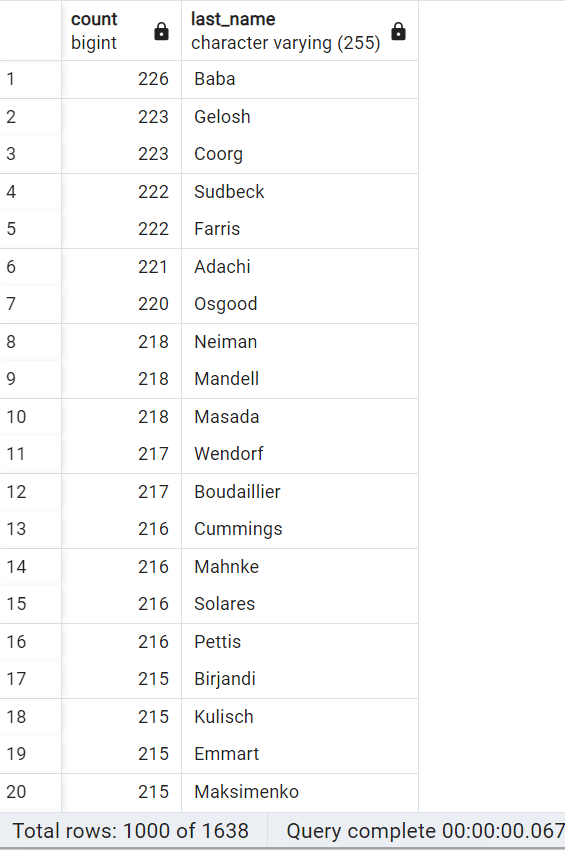 count last_name
bigint character varying (255)
1 226 Baba
2 223 Gelosh
3 223 Coorg
4 222 Sudbeck
5 222 Farris
6 221 Adachi
7 220 Osgood
8 218 Neiman
9 218 Mandell
10 218 Masada
11 217 Wendorf
12 217 Boudaillier
13 216 Cummings
14 216 Mahnke
15 216 Solares
16 216 Pettis
17 215 Birjandi
18 215 Kulisch
19 215 Emmart
20 215 Maksimenko
Total rows: 1000 of 1638 Query complete 00:00:00.067